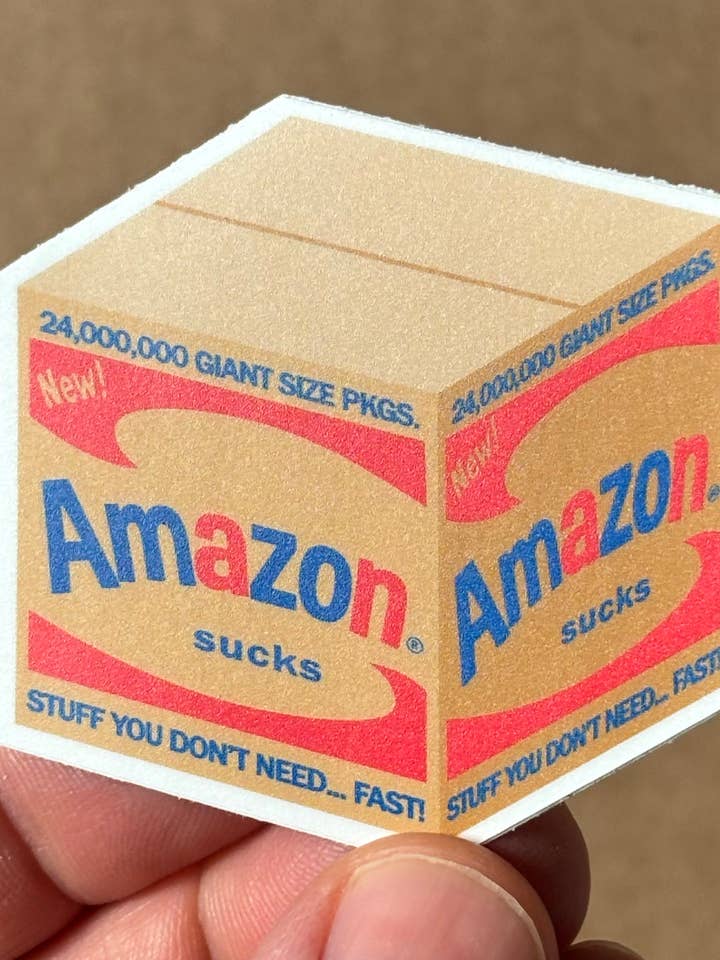 24,000,000 GIANT SIZE PKGS.
New!
Amazon®
sucks
STUFF YOU DON'T NEED... FAST!
24,000,000 GIANT SIZE PKGS.
New!
Amazon®
sucks
STUFF YOU DON'T NEED... FAST!